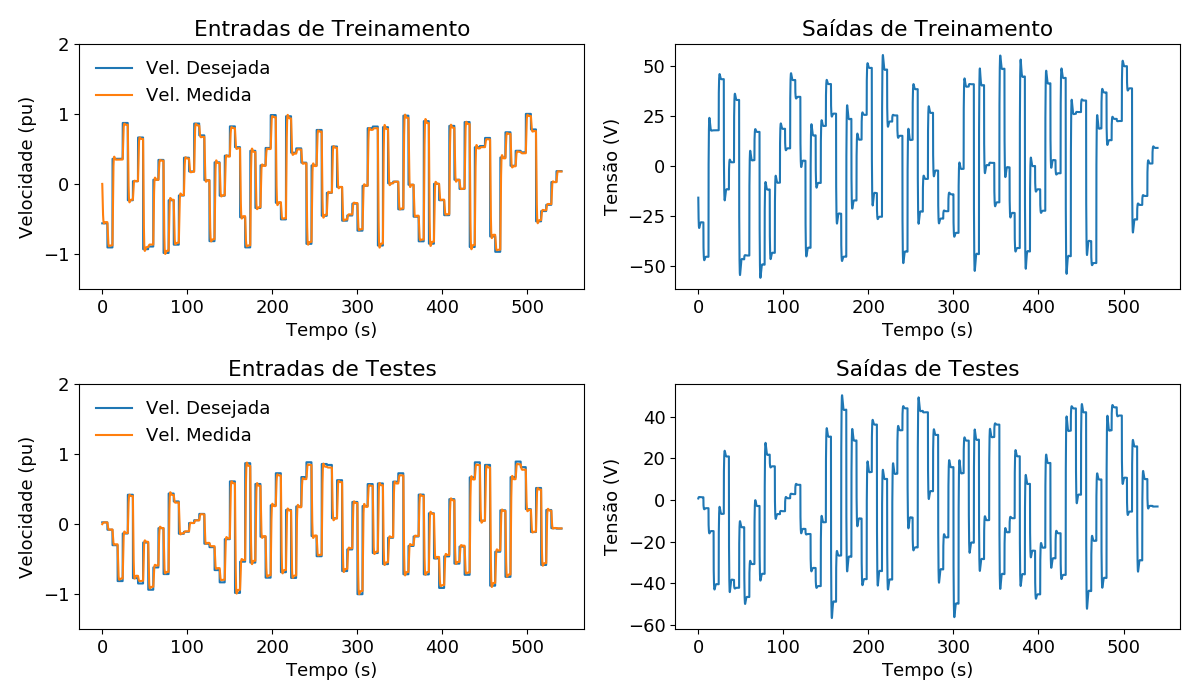 Entradas de Treinamento
2
1
0
−1
Velocidade (pu)
Vel. Desejada
Vel. Medida
0 100 200 300 400 500
Tempo (s)
Saídas de Treinamento
50
25
0
−25
−50
Tensão (V)
0 100 200 300 400 500
Tempo (s)
Entradas de Testes
2
1
0
−1
Velocidade (pu)
Vel. Desejada
Vel. Medida
0 100 200 300 400 500
Tempo (s)
Saídas de Testes
40
20
0
−20
−40
−60
Tensão (V)
0 100 200 300 400 500
Tempo (s)